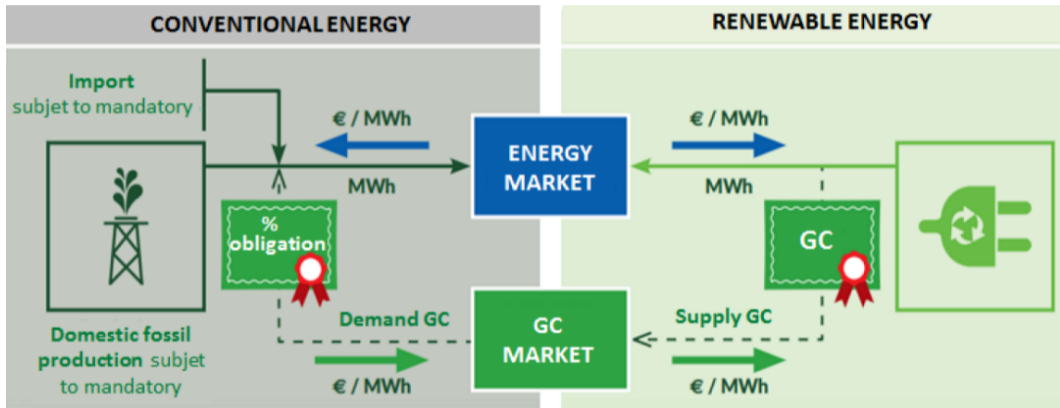 CONVENTIONAL ENERGY
RENEWABLE ENERGY
Import
subjet to mandatory
€ / MWh
€ / MWh
ENERGY
MARKET
MWh
MWh
%
obligation
GC
Domestic fossil
production subjet
to mandatory
Demand GC
GC
MARKET
Supply GC
€ / MWh
€ / MWh